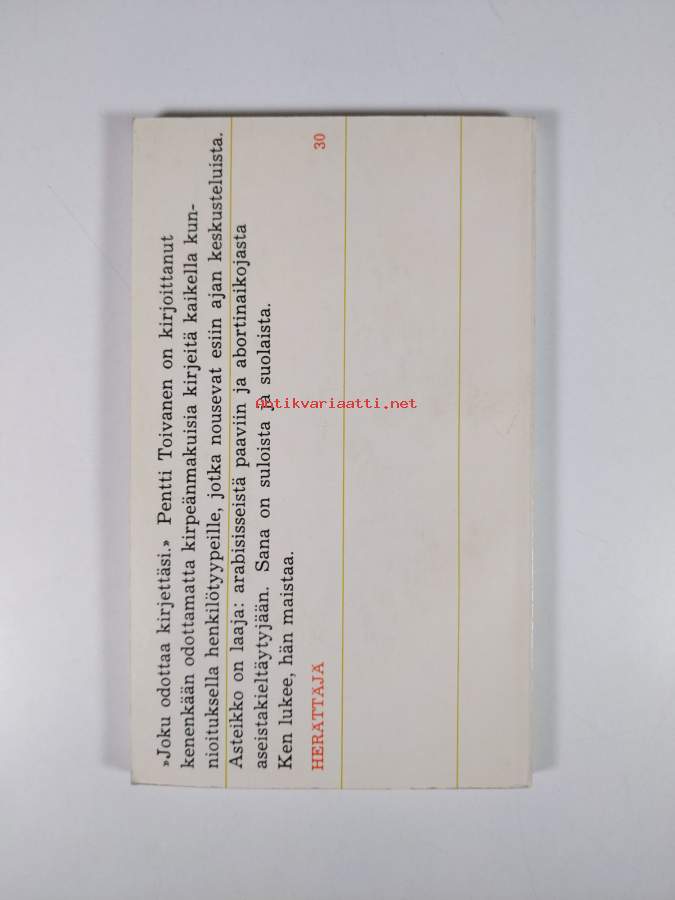 »Joku odottaa kirjettäsi.» Pentti Toivanen on kirjoittanut
kenenkään odottamatta kirpeänmakuisia kirjeitä kaikella kun-
nioituksella henkilötyypeille, jotka nousevat esiin ajan keskusteluista.
Asteikko on laaja: arabisisseistä paaviin ja abortinaikojasta
aseistakieltäytyjään. Sana on suloista ja suolaista.
Ken lukee, hän maistaa.
HERÄTTÄJÄ 30
Antikvariaatti.net